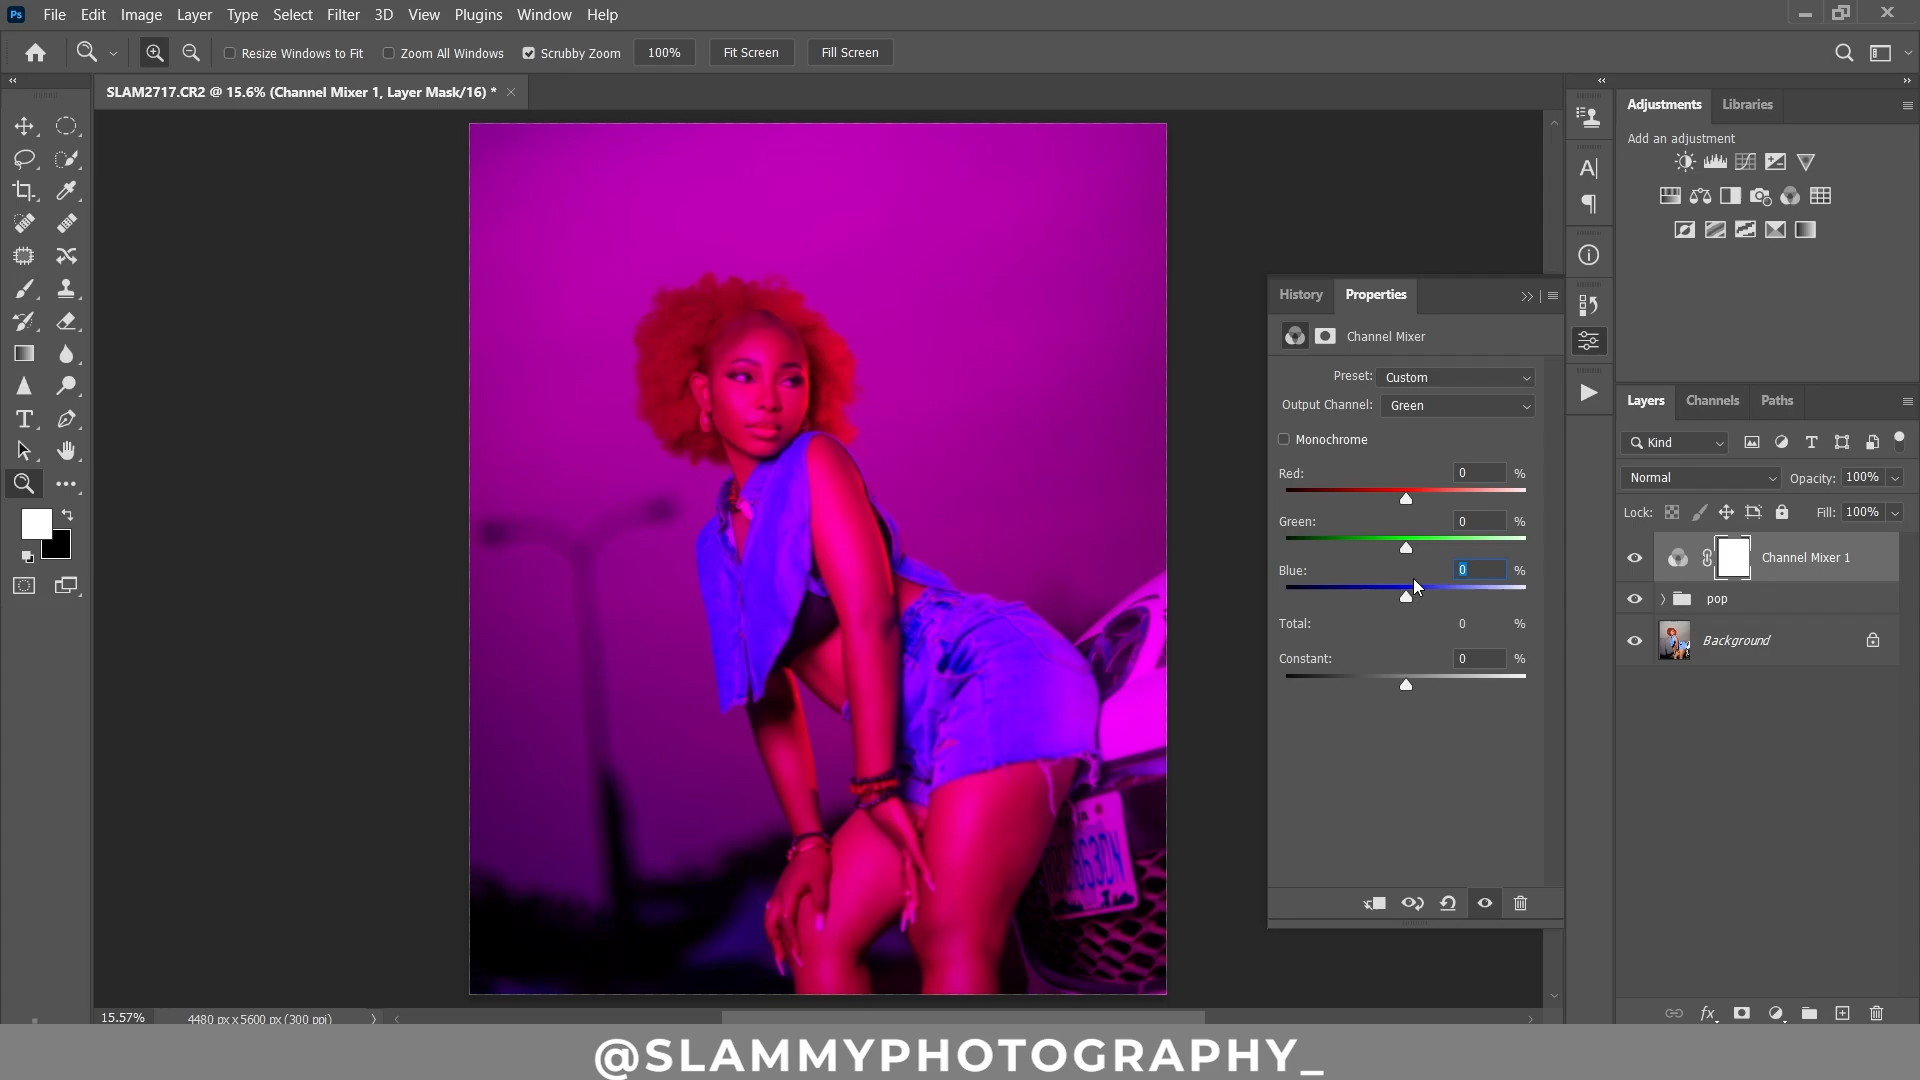 Ps File Edit Image Layer Type Select Filter 3D View Plugins Window Help
Resize Windows to Fit Zoom All Windows Scrubby Zoom 100% Fit Screen Fill Screen
SLAM2717.CR2 @ 15.6% (Channel Mixer 1, Layer Mask/16) *
Adjustments Libraries
Add an adjustment
History Properties
Channel Mixer
Preset: Custom
Output Channel: Green
Monochrome
Red: 0 %
Green: 0 %
Blue: 0 %
Total: 0 %
Constant: 0 %
Layers Channels Paths
Kind
Normal Opacity: 100%
Lock: Fill: 100%
Channel Mixer 1
pop
Background
15.57% 4480 px x 5600 px (300 ppi)
@SLAMMYPHOTOGRAPHY_